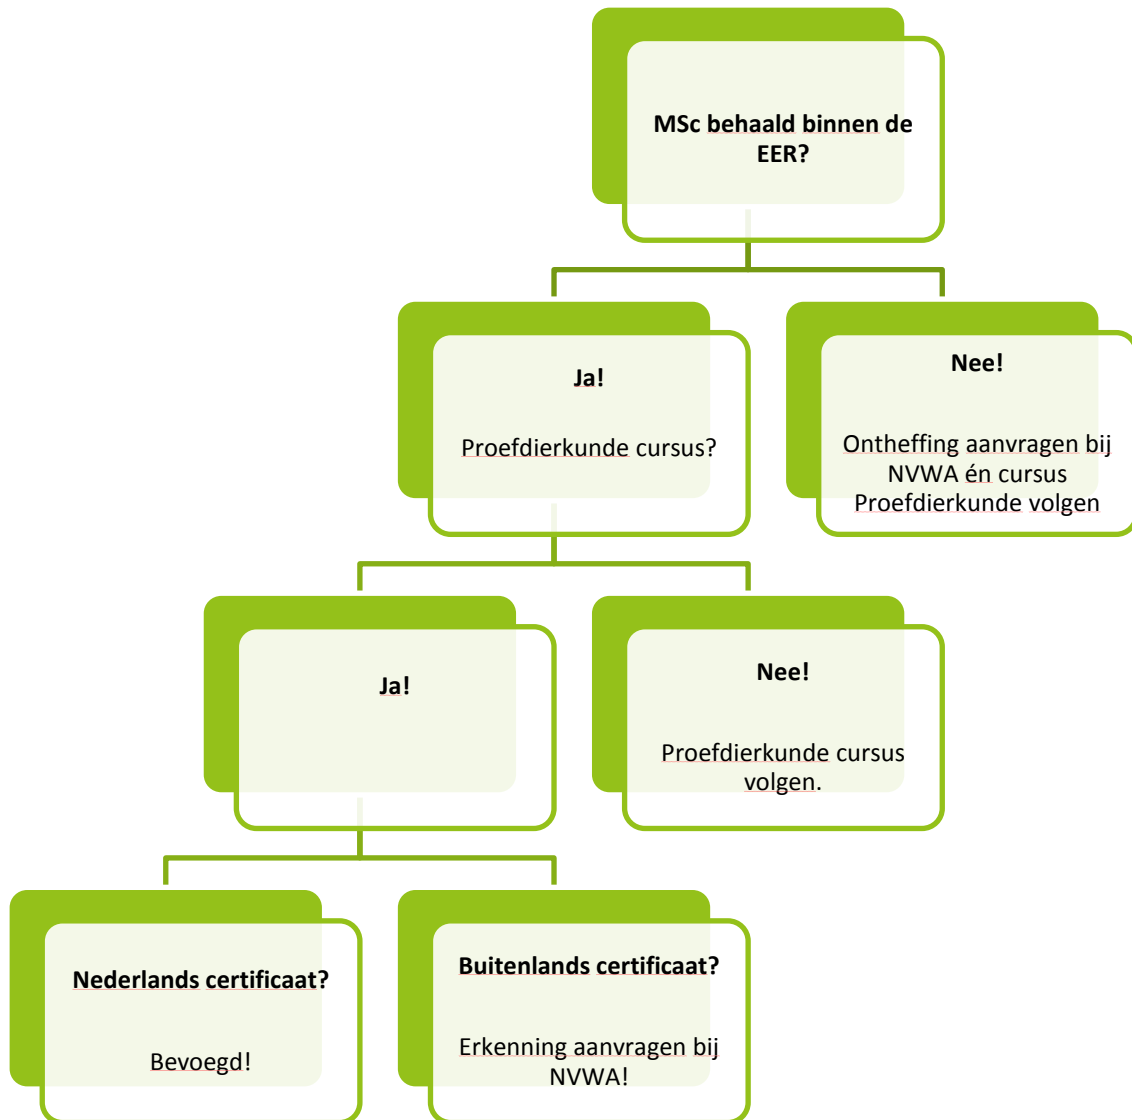 MSc behaald binnen de
EER?
Ja!
Proefdierkunde cursus?
Nee!
Ontheffing aanvragen bij
NVWA én cursus
Proefdierkunde volgen
Ja!
Nee!
Proefdierkunde cursus
volgen.
Nederlands certificaat?
Bevoegd!
Buitenlands certificaat?
Erkenning aanvragen bij
NVWA!